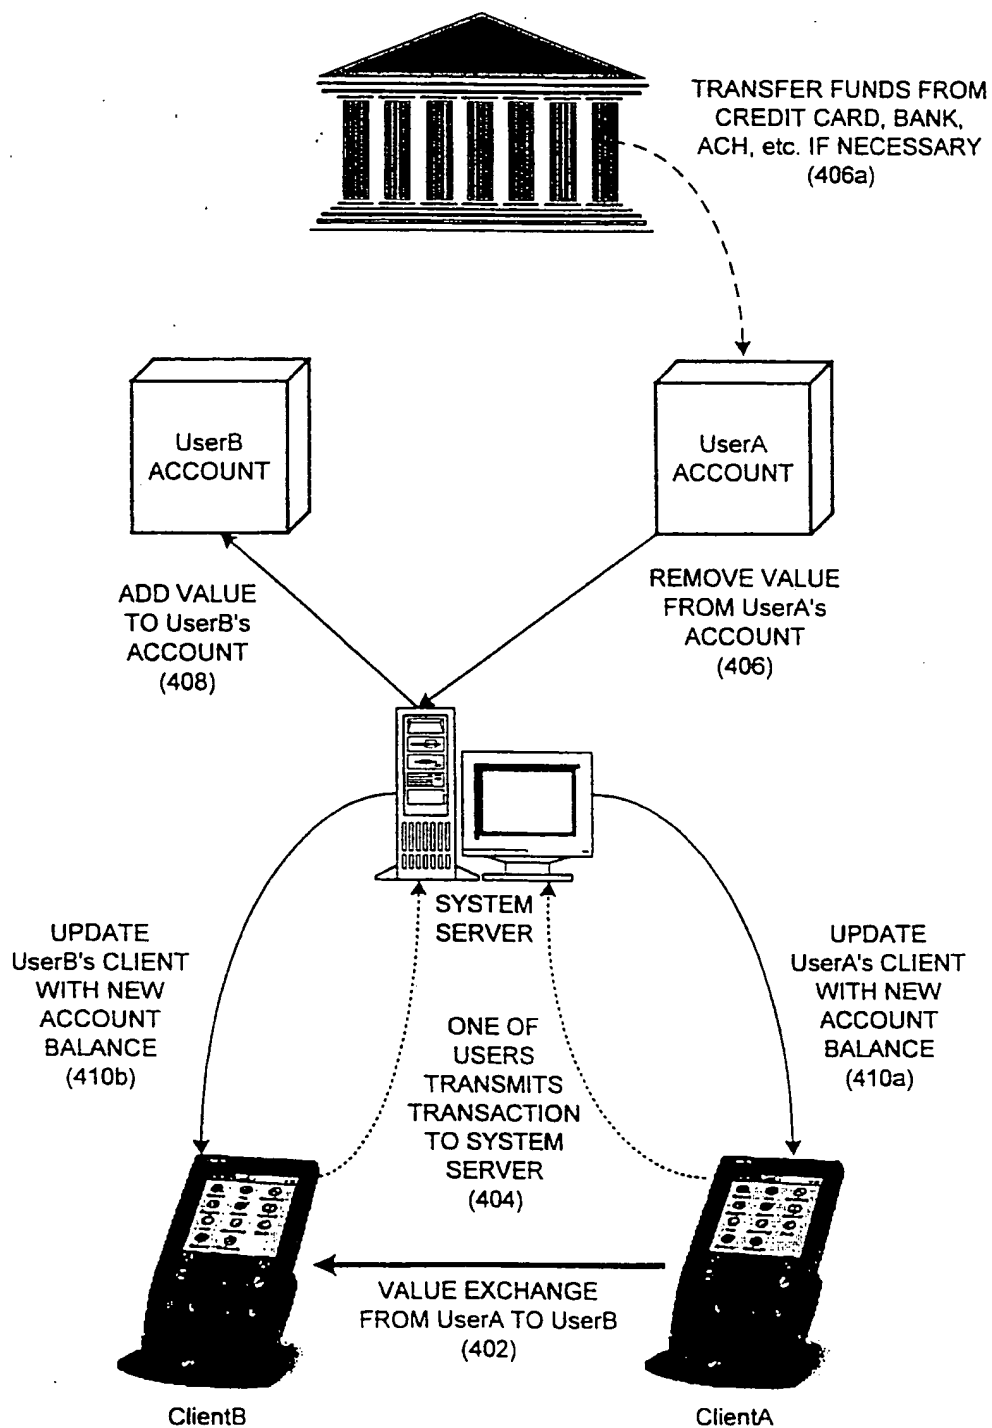 TRANSFER FUNDS FROM
CREDIT CARD, BANK,
ACH, etc. IF NECESSARY
(406a)
UserB
ACCOUNT
UserA
ACCOUNT
ADD VALUE
TO UserB's
ACCOUNT
(408)
REMOVE VALUE
FROM UserA's
ACCOUNT
(406)
SYSTEM
SERVER
UPDATE
UserB's CLIENT
WITH NEW
ACCOUNT
BALANCE
(410b)
ONE OF
USERS
TRANSMITS
TRANSACTION
TO SYSTEM
SERVER
(404)
UPDATE
UserA's CLIENT
WITH NEW
ACCOUNT
BALANCE
(410a)
VALUE EXCHANGE
FROM UserA TO UserB
(402)
ClientB
ClientA